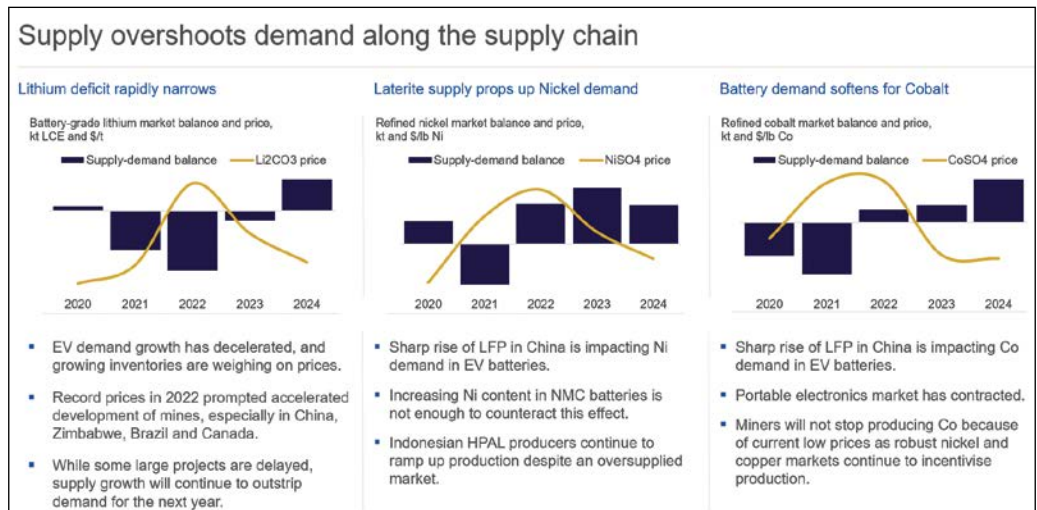 Supply overshoots demand along the supply chain
Lithium deficit rapidly narrows
Battery-grade lithium market balance and price,
kt LCE and $/t
Supply-demand balance Li2CO3 price
2020 2021 2022 2023 2024
EV demand growth has decelerated, and
growing inventories are weighing on prices.
Record prices in 2022 prompted accelerated
development of mines, especially in China,
Zimbabwe, Brazil and Canada.
While some large projects are delayed,
supply growth will continue to outstrip
demand for the next year.
Laterite supply props up Nickel demand
Refined nickel market balance and price,
kt and $/lb Ni
Supply-demand balance NiSO4 price
2020 2021 2022 2023 2024
Sharp rise of LFP in China is impacting Ni
demand in EV batteries.
Increasing Ni content in NMC batteries is
not enough to counteract this effect.
Indonesian HPAL producers continue to
ramp up production despite an oversupplied
market.
Battery demand softens for Cobalt
Refined cobalt market balance and price,
kt and $/lb Co
Supply-demand balance CoSO4 price
2020 2021 2022 2023 2024
Sharp rise of LFP in China is impacting Co
demand in EV batteries.
Portable electronics market has contracted.
Miners will not stop producing Co because
of current low prices as robust nickel and
copper markets continue to incentivise
production.